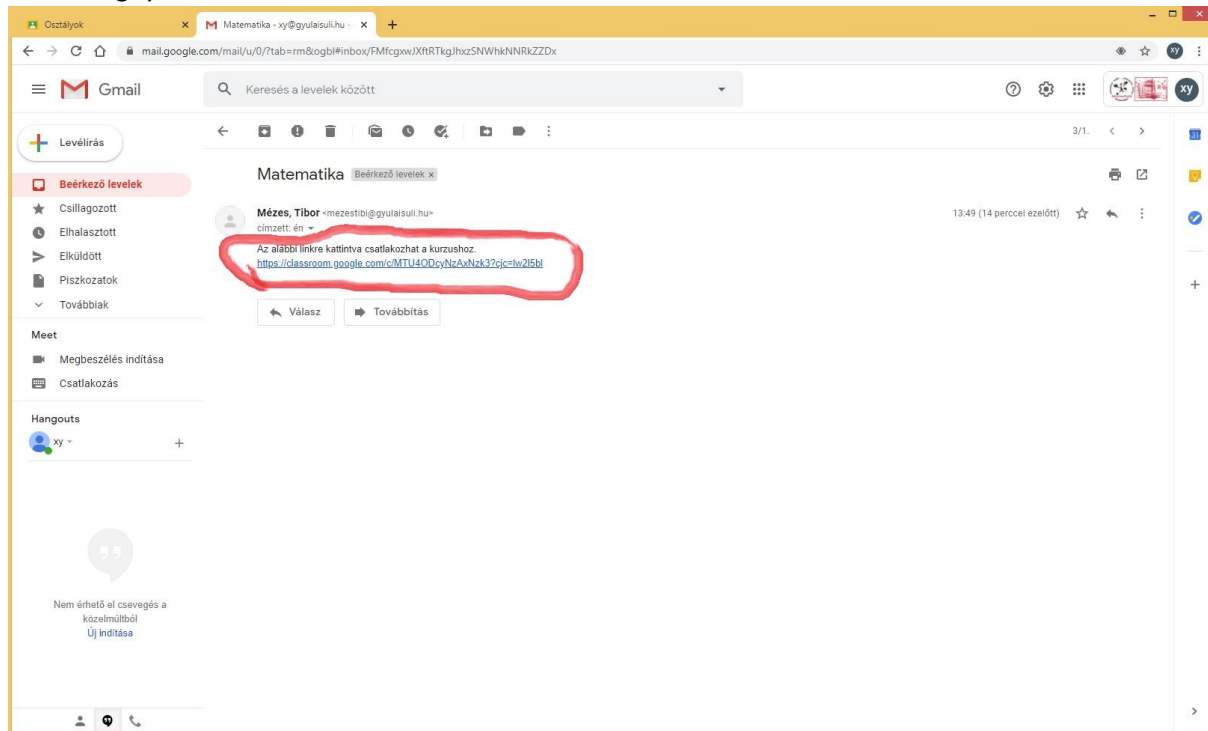 Osztályok
Matematika - xy@gyulaisuli.hu -
mail.google.com/mail/u/0/?tab=rm&ogbl#inbox/FMfcgxwJXftRTkgJhxzSNWhkNNRkZZDx
xy
Gmail
Keresés a levelek között
xy
Levélírás
3/1.
Beérkező levelek
Csillagozott
Elhalasztott
Elküldött
Piszkozatok
Továbbiak
Matematika Beérkező levelek x
Mézes, Tibor <mezestibi@gyulaisuli.hu>
13:49 (14 perccel ezelőtt)
címzett: én
Az alábbi linkre kattintva csatlakozhat a kurzushoz.
https://classroom.google.com/c/MTU4ODcyNzAxNzk3?cjc=lw2l5bl
Válasz
Továbbítás
Meet
Megbeszélés indítása
Csatlakozás
Hangouts
xy
Nem érhető el csevegés a
közelmúltból
Új indítása
31